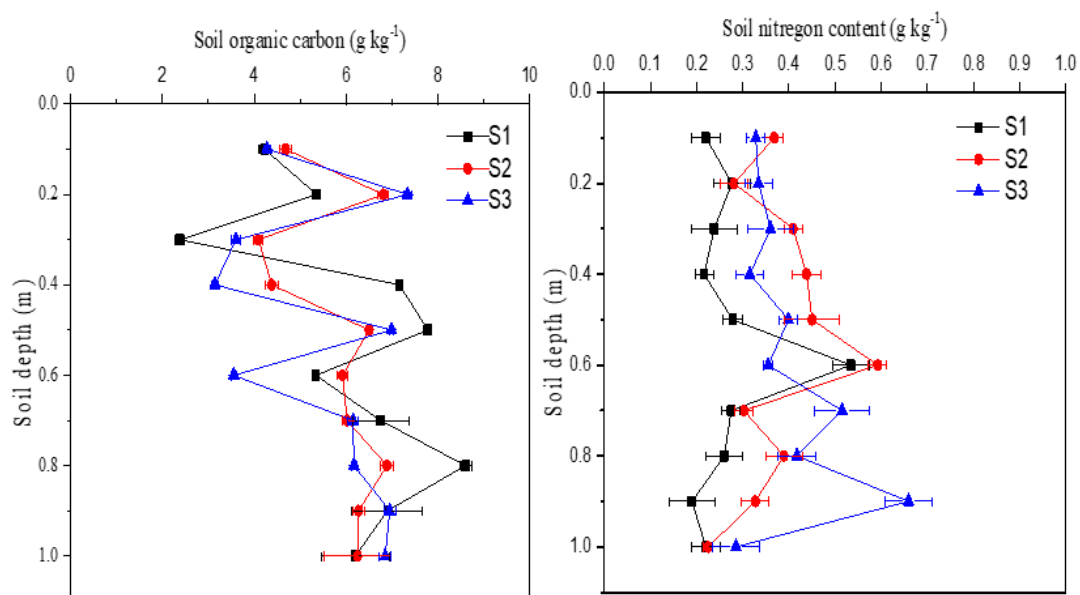 Soil organic carbon (g kg⁻¹)
0 2 4 6 8 10
0.0
0.2
0.4
0.6
0.8
1.0
Soil depth (m)
S1
S2
S3
Soil nitregon content (g kg⁻¹)
0.0 0.1 0.2 0.3 0.4 0.5 0.6 0.7 0.8 0.9 1.0
0.0
0.2
0.4
0.6
0.8
1.0
Soil depth (m)
S1
S2
S3